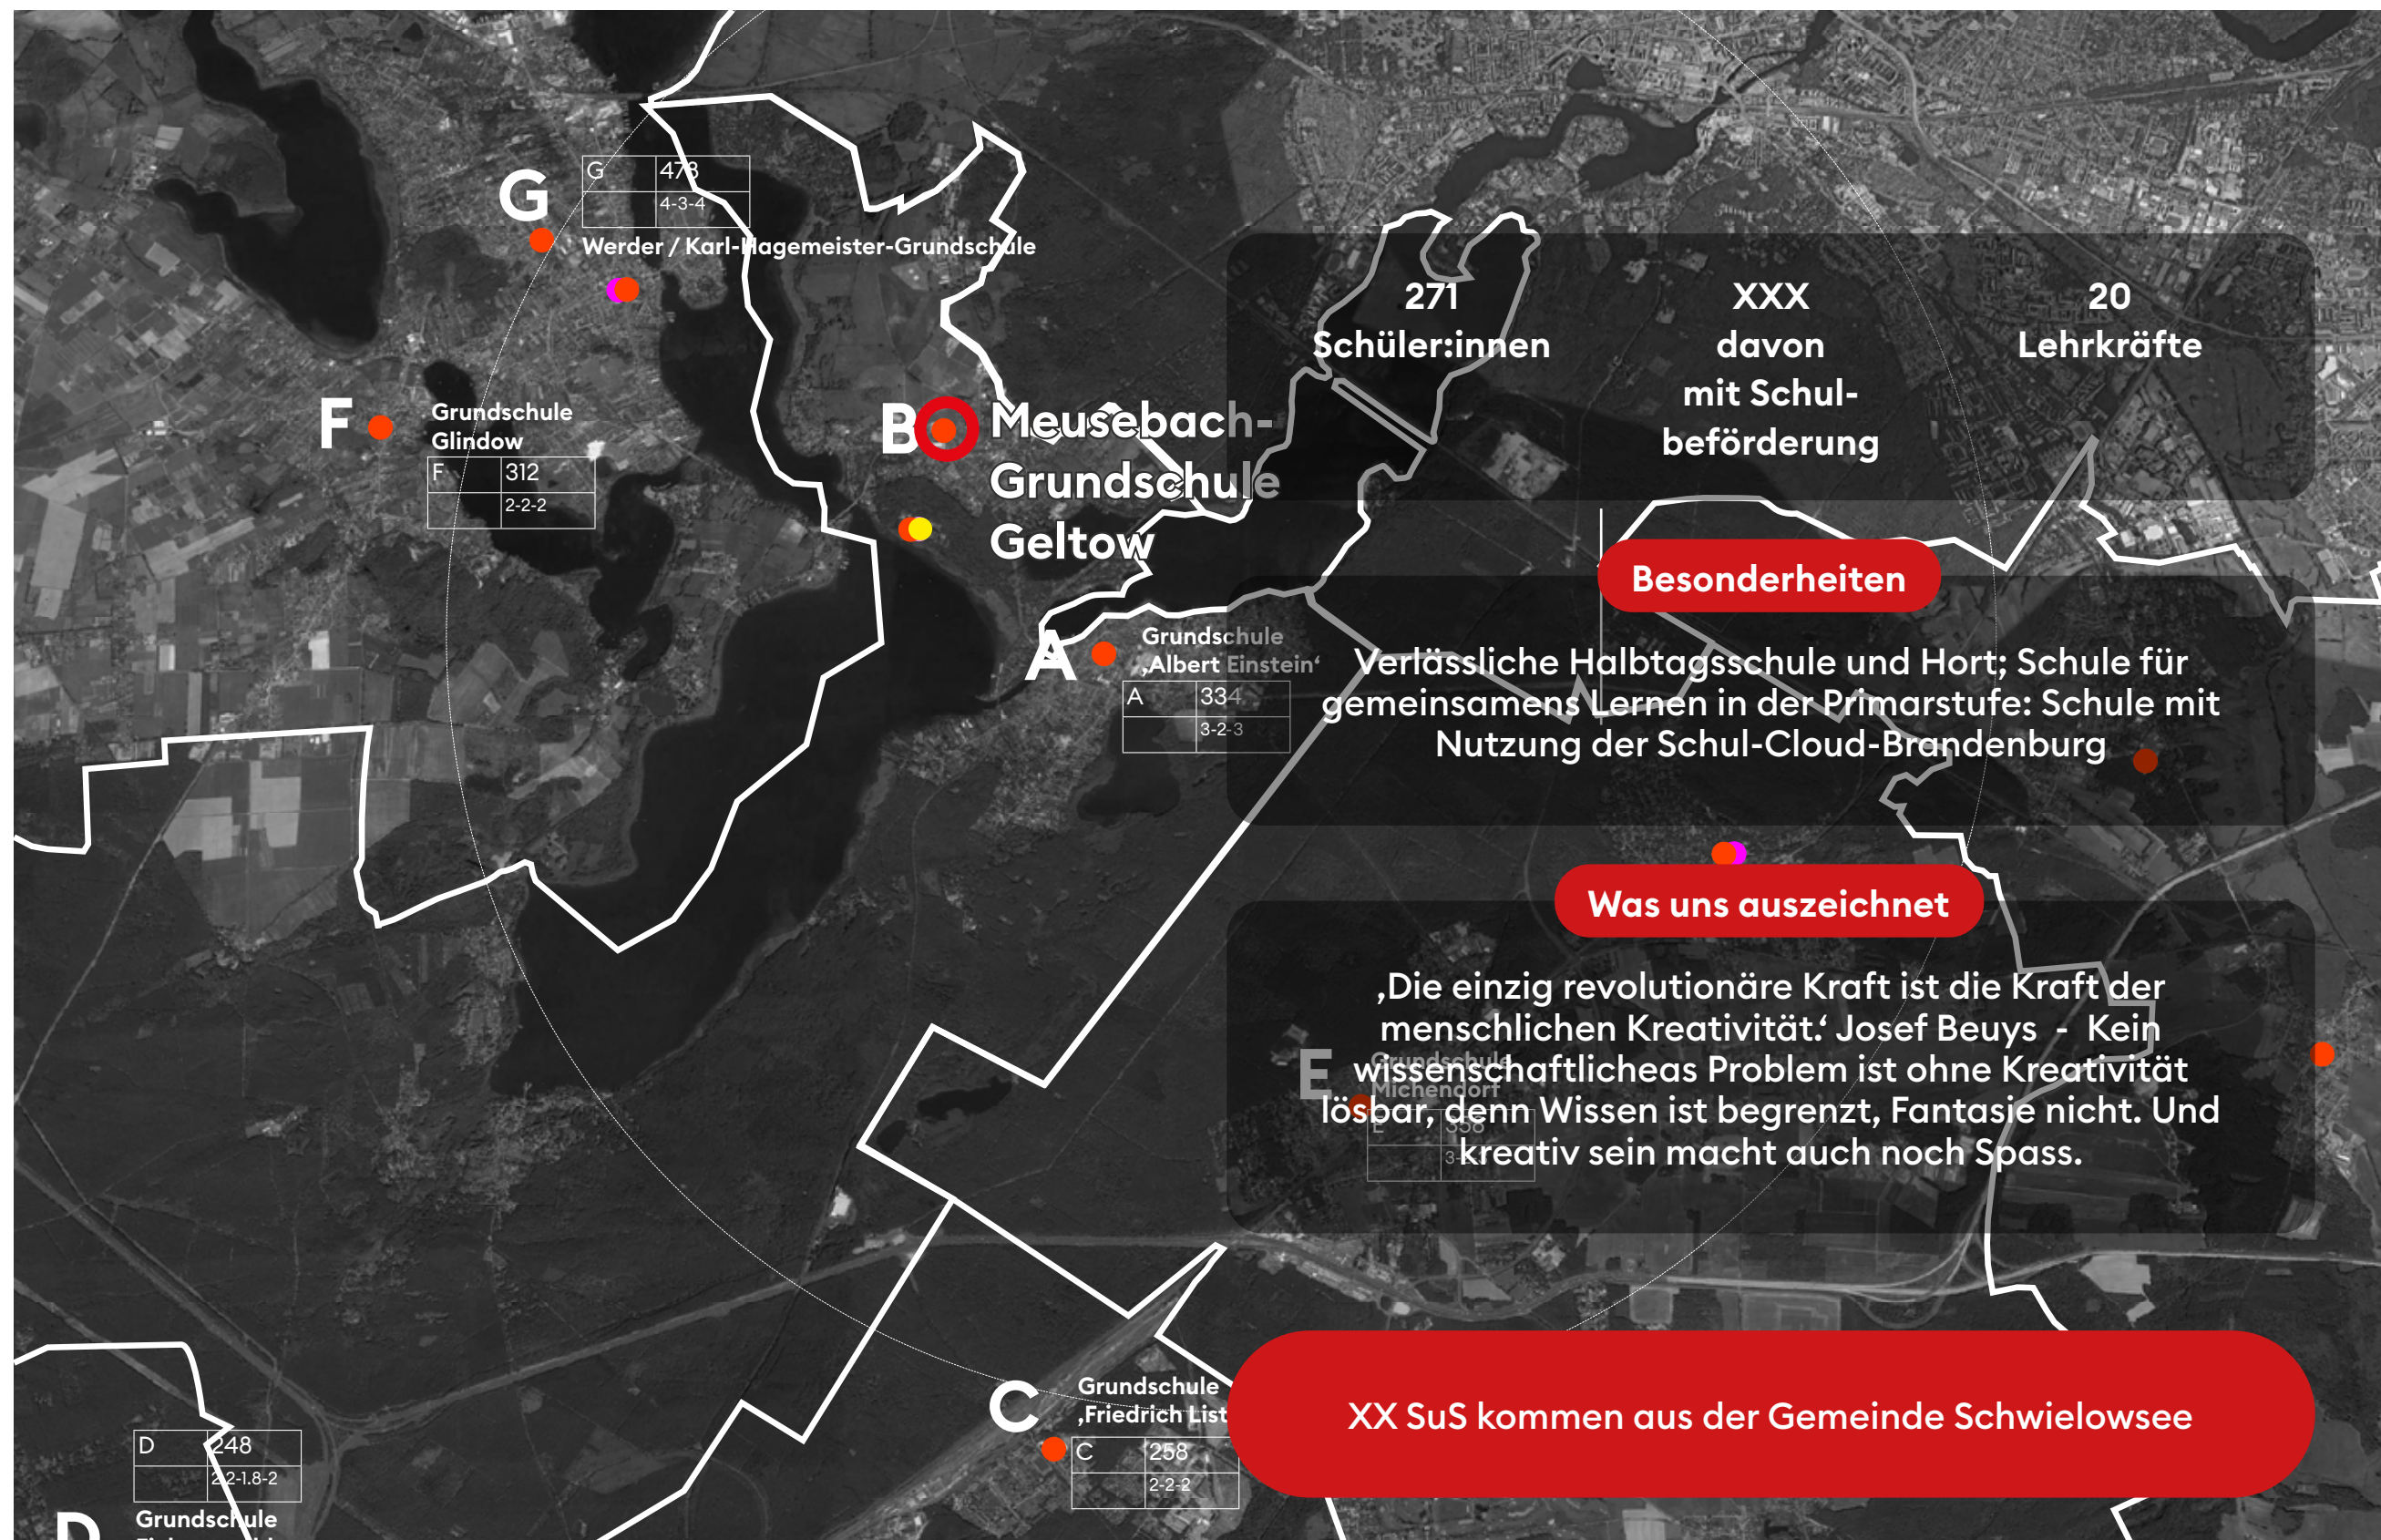 G
G 478
4-3-4
Werder / Karl-Hagemeister-Grundschule
F
Grundschule
Glindow
F 312
2-2-2
B
Meusebach-
Grundschule
Geltow
A
Grundschule
‚Albert Einstein‘
A 334
3-2-3
271
Schüler:innen
XXX
davon
mit Schul-
beförderung
20
Lehrkräfte
Besonderheiten
Verlässliche Halbtagsschule und Hort; Schule für
gemeinsamens Lernen in der Primarstufe: Schule mit
Nutzung der Schul-Cloud-Brandenburg
Was uns auszeichnet
‚Die einzig revolutionäre Kraft ist die Kraft der
menschlichen Kreativität.‘ Josef Beuys - Kein
wissenschaftlicheas Problem ist ohne Kreativität
lösbar, denn Wissen ist begrenzt, Fantasie nicht. Und
kreativ sein macht auch noch Spass.
E
Grundschule
Michendorf
E 358
C
Grundschule
‚Friedrich List
C 258
2-2-2
XX SuS kommen aus der Gemeinde Schwielowsee
D 248
2.2-1.8-2
D
Grundschule